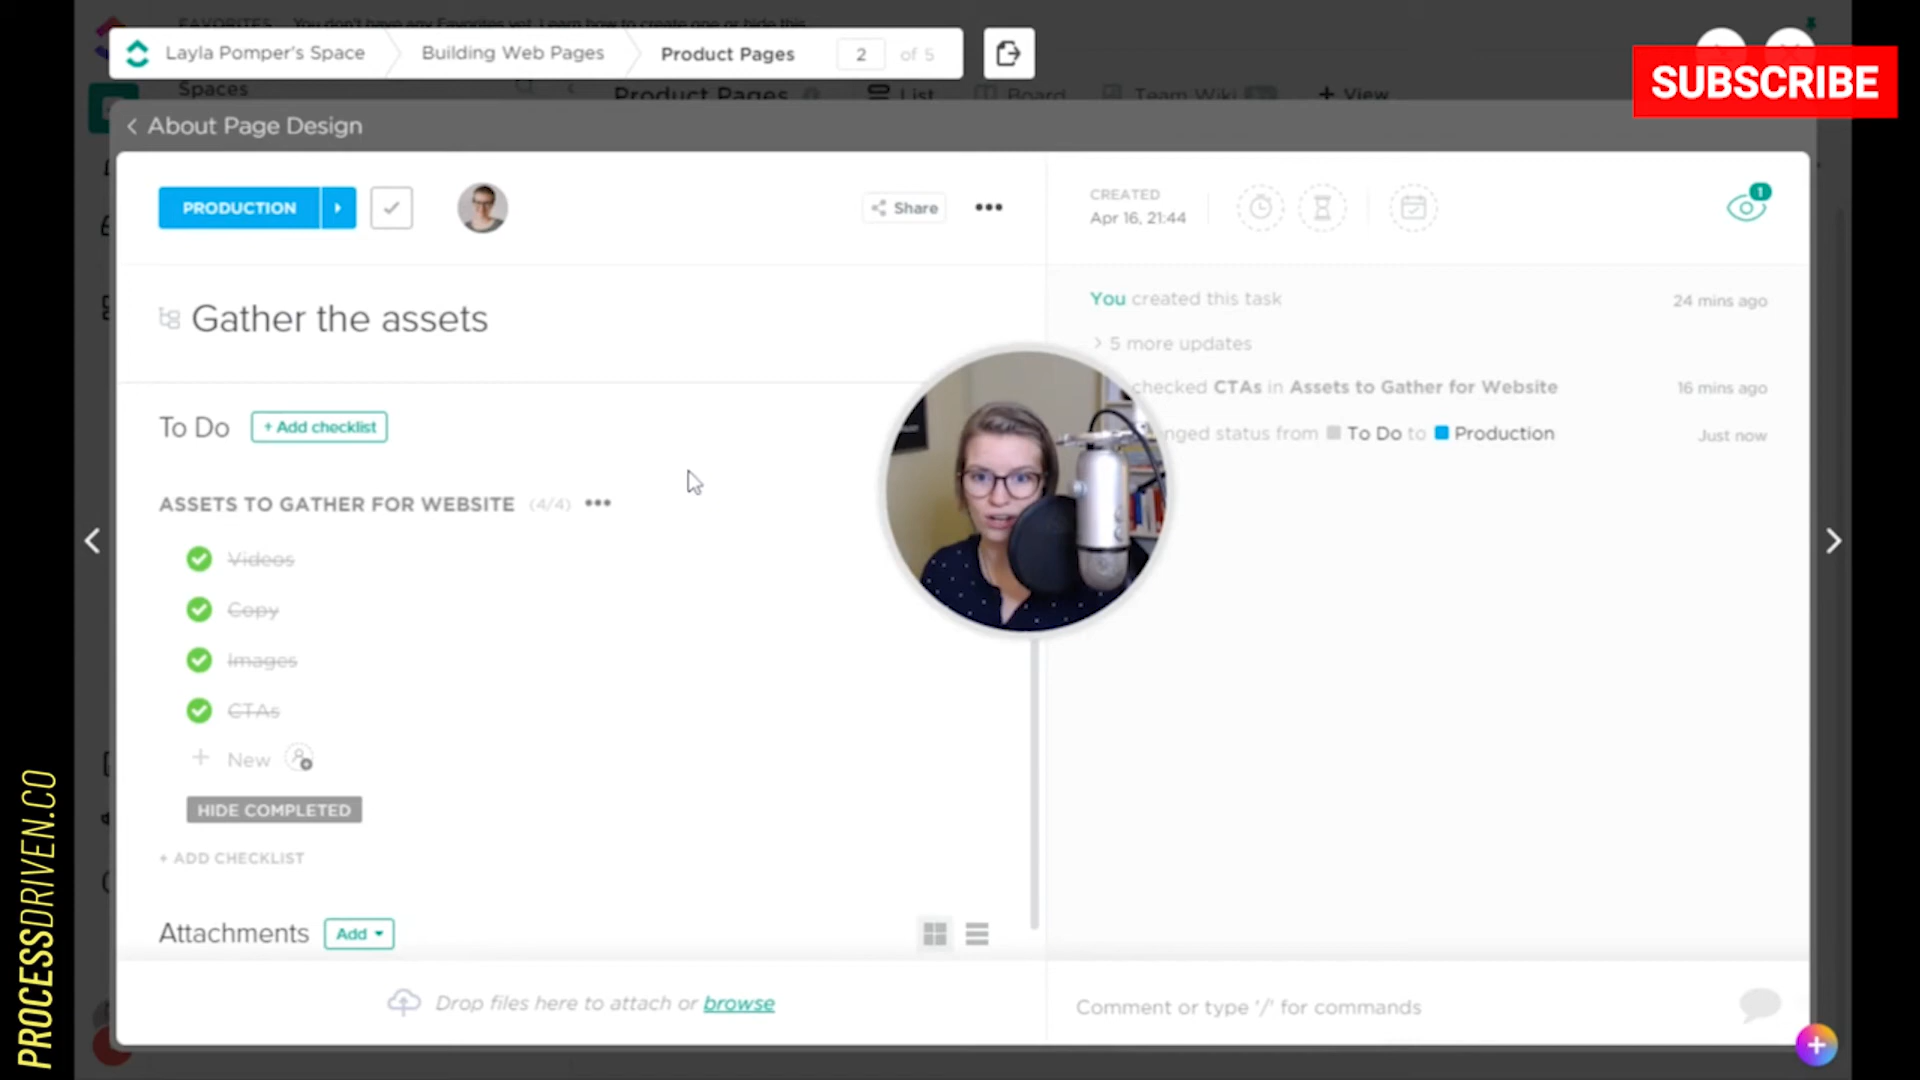 FAVORITES You don't have any Favorites yet. Learn how to create one or hide this
Layla Pomper's Space
Building Web Pages
Product Pages
2 of 5
SUBSCRIBE
Spaces
Product Pages
List
Board
Team Wiki
+ View
About Page Design
PRODUCTION
Share
CREATED
Apr 16, 21:44
1
Gather the assets
You created this task
24 mins ago
5 more updates
checked CTAs in Assets to Gather for Website
16 mins ago
To Do
+ Add checklist
nged status from To Do to Production
Just now
ASSETS TO GATHER FOR WEBSITE (4/4)
Videos
Copy
Images
CTAs
+ New
HIDE COMPLETED
+ ADD CHECKLIST
Attachments
Add
Drop files here to attach or browse
Comment or type '/' for commands
PROCESSDRIVEN.CO